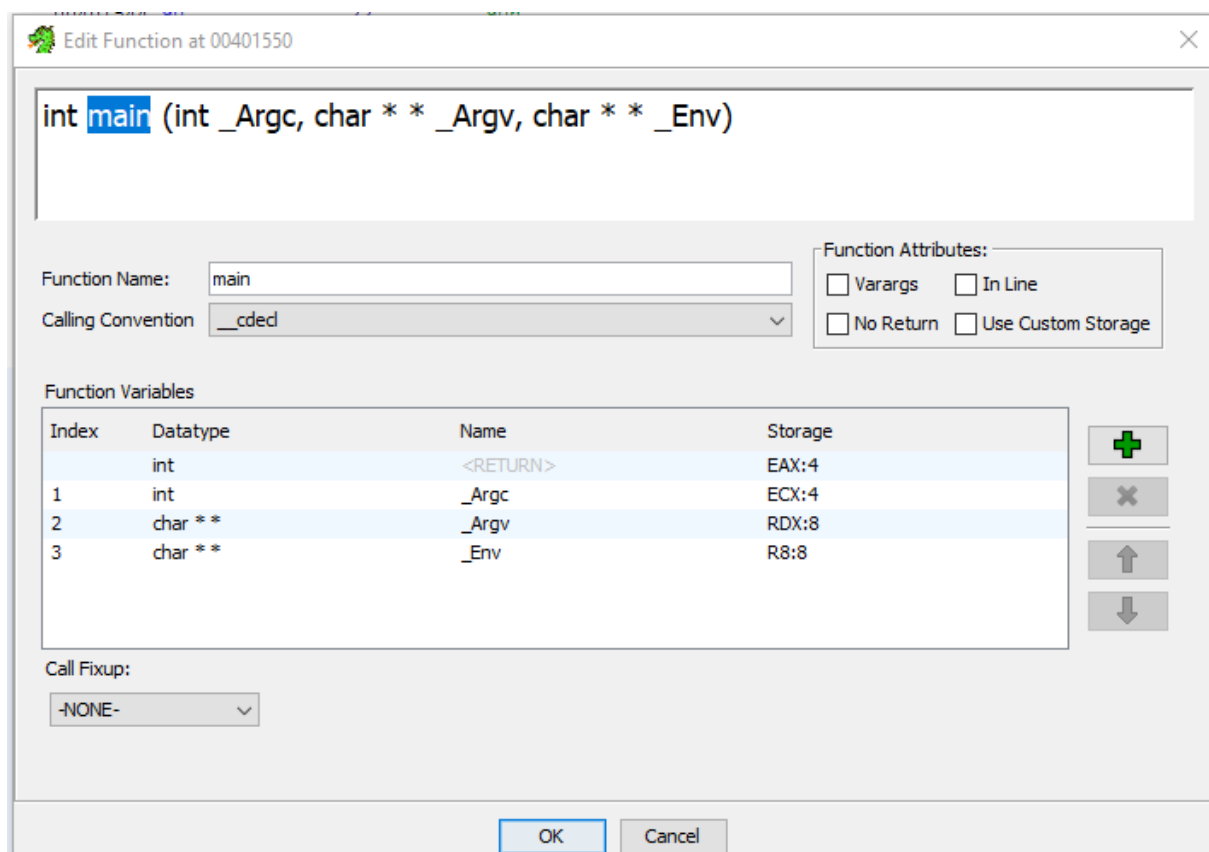 Edit Function at 00401550
int main (int _Argc, char * * _Argv, char * * _Env)
Function Attributes:
Function Name: main
Varargs In Line
Calling Convention __cdecl
No Return Use Custom Storage
Function Variables
Index Datatype Name Storage
int <RETURN> EAX:4
1 int _Argc ECX:4
2 char * * _Argv RDX:8
3 char * * _Env R8:8
Call Fixup:
-NONE-
OK Cancel